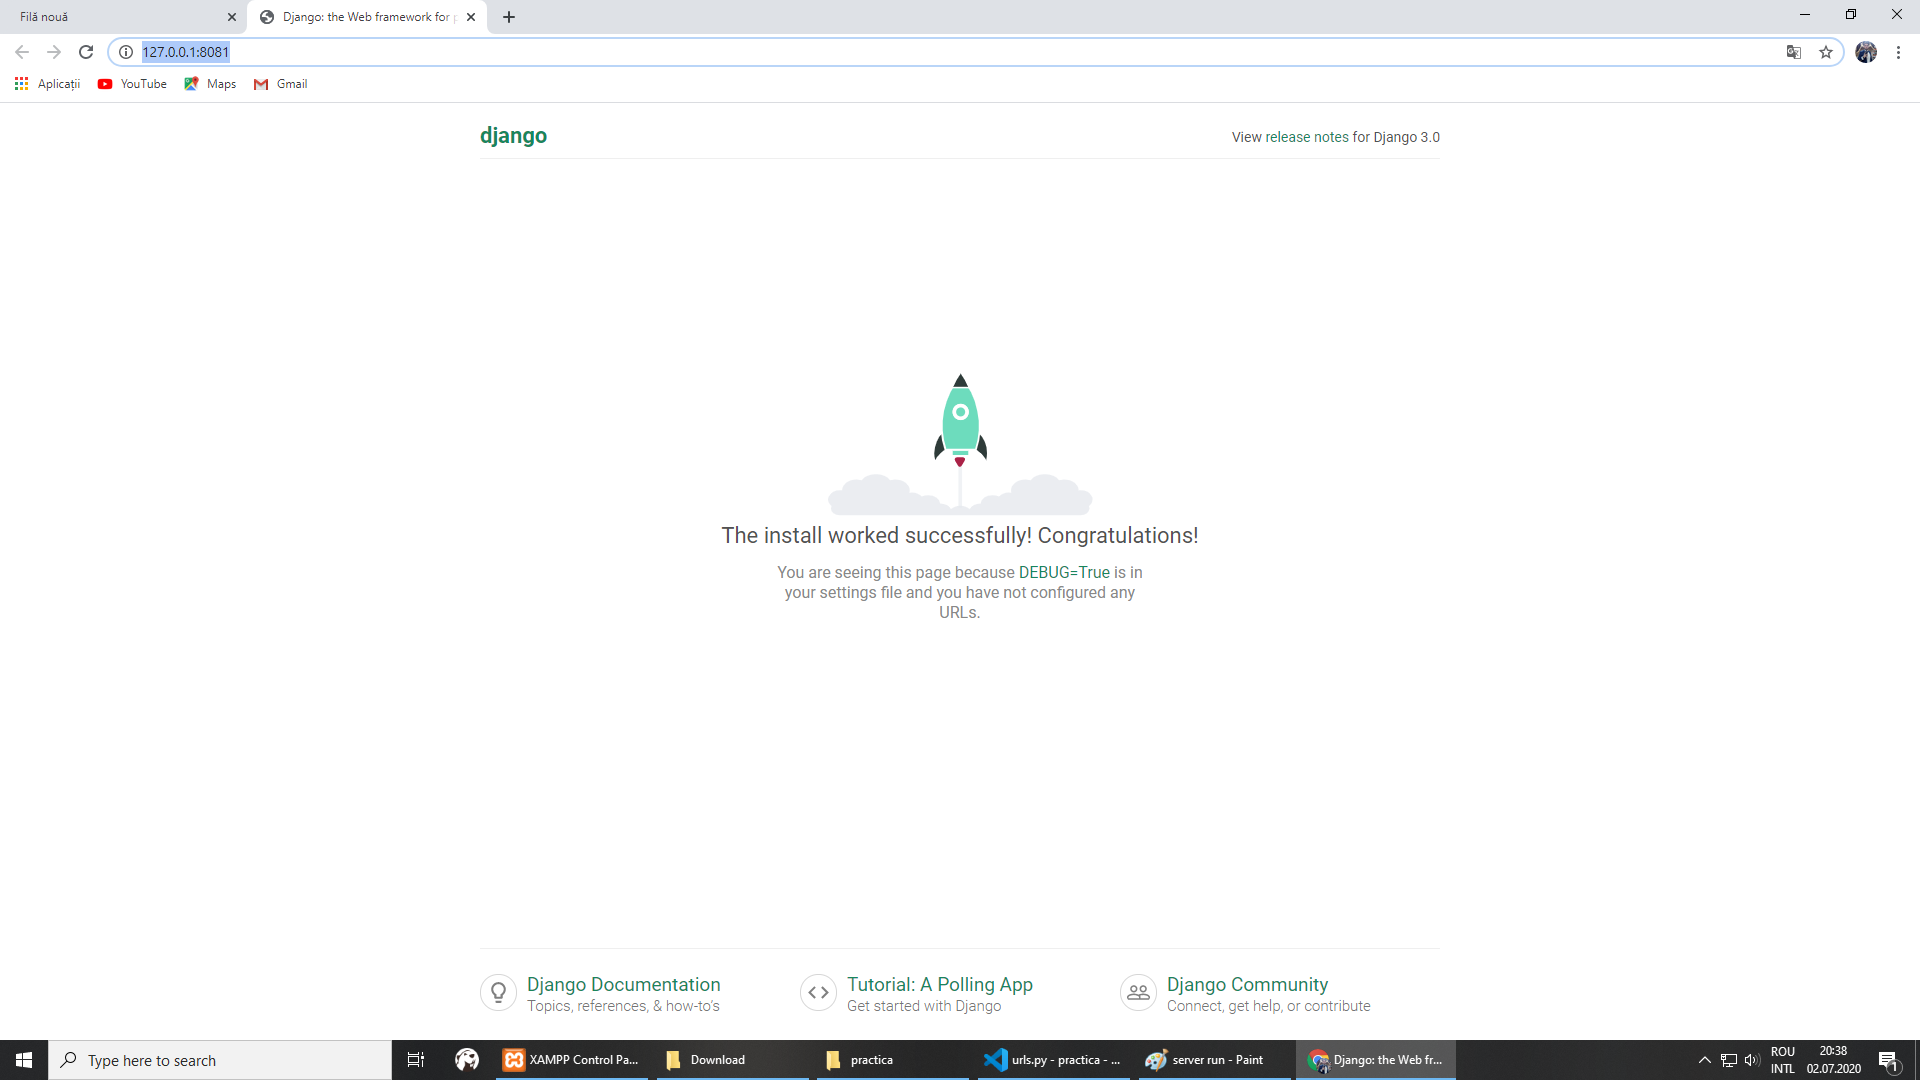 Filă nouă
Django: the Web framework for p
127.0.0.1:8081
Aplicații
YouTube
Maps
Gmail
django
View release notes for Django 3.0
The install worked successfully! Congratulations!
You are seeing this page because DEBUG=True is in
your settings file and you have not configured any
URLs.
Django Documentation
Topics, references, & how-to's
Tutorial: A Polling App
Get started with Django
Django Community
Connect, get help, or contribute
Type here to search
XAMPP Control Pa...
Download
practica
urls.py - practica - ...
server run - Paint
Django: the Web fr...
ROU
INTL
20:38
02.07.2020
1